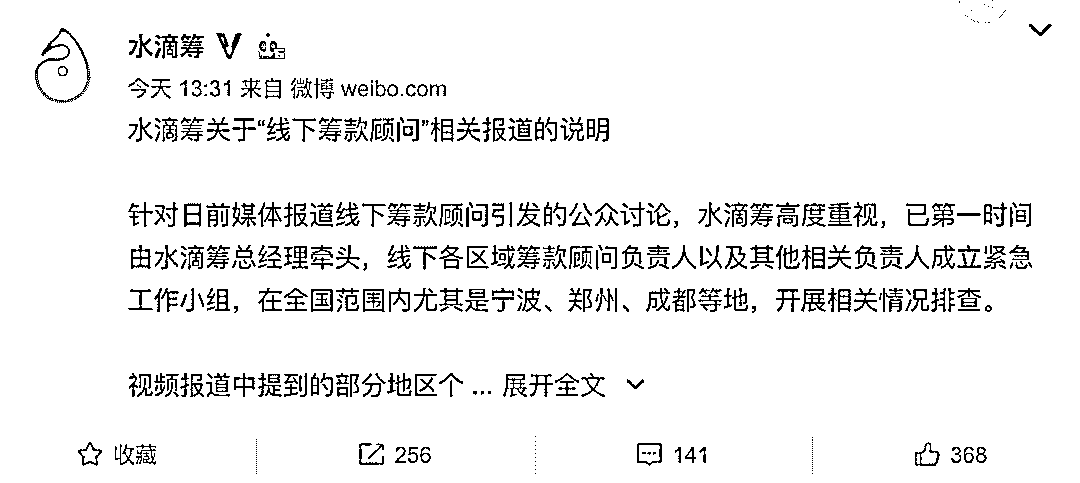 水滴筹
今天 13:31 来自 微博 weibo.com
水滴筹关于“线下筹款顾问”相关报道的说明
针对日前媒体报道线下筹款顾问引发的公众讨论，水滴筹高度重视，已第一时间
由水滴筹总经理牵头，线下各区域筹款顾问负责人以及其他相关负责人成立紧急
工作小组，在全国范围内尤其是宁波、郑州、成都等地，开展相关情况排查。
视频报道中提到的部分地区个 ... 展开全文
收藏 256 141 368